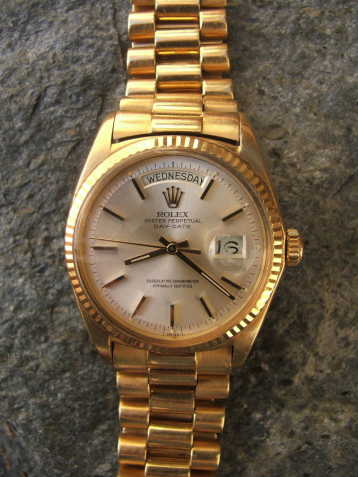 WEDNESDAY
ROLEX
OYSTER PERPETUAL
DAY-DATE
16
SUPERLATIVE CHRONOMETER
OFFICIALLY CERTIFIED